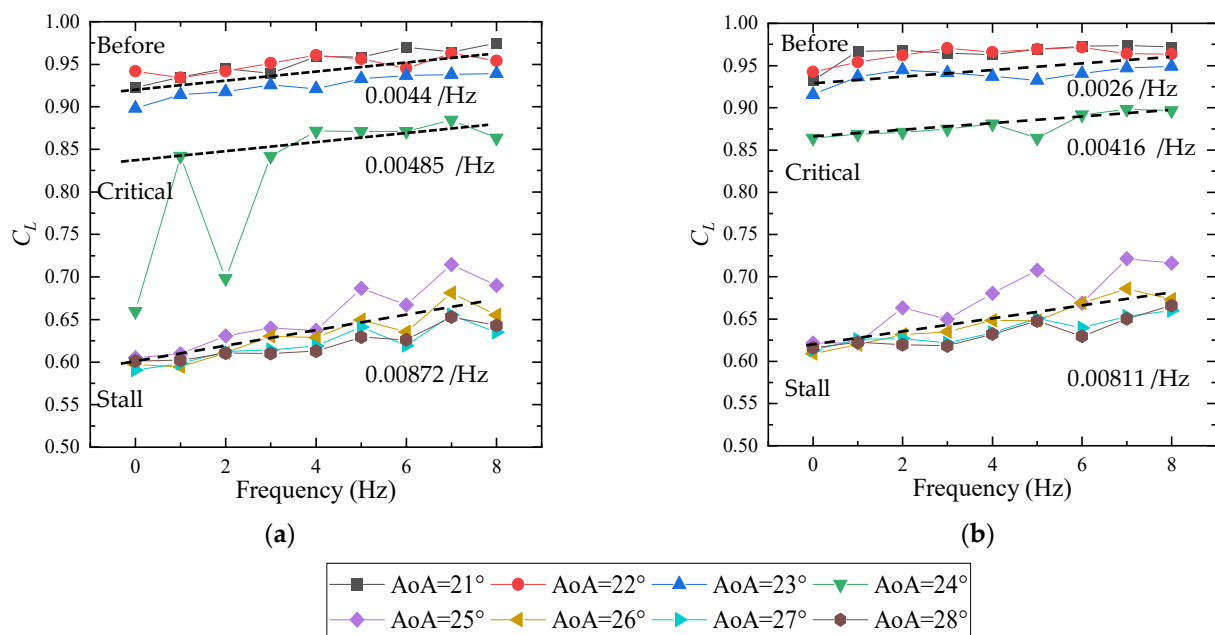 1.00
Before
0.95
0.90
0.0044 /Hz
0.85
0.00485 /Hz
Critical
0.80
0.75
0.70
0.65
0.60
0.00872 /Hz
Stall
0.55
0.50
C_L
0 2 4 6 8
Frequency (Hz)
(a)
1.00
Before
0.95
0.0026 /Hz
0.90
0.85
0.00416 /Hz
Critical
0.80
0.75
0.70
0.65
0.60
0.00811 /Hz
Stall
0.55
0.50
C_L
0 2 4 6 8
Frequency (Hz)
(b)
AoA=21° AoA=22° AoA=23° AoA=24°
AoA=25° AoA=26° AoA=27° AoA=28°